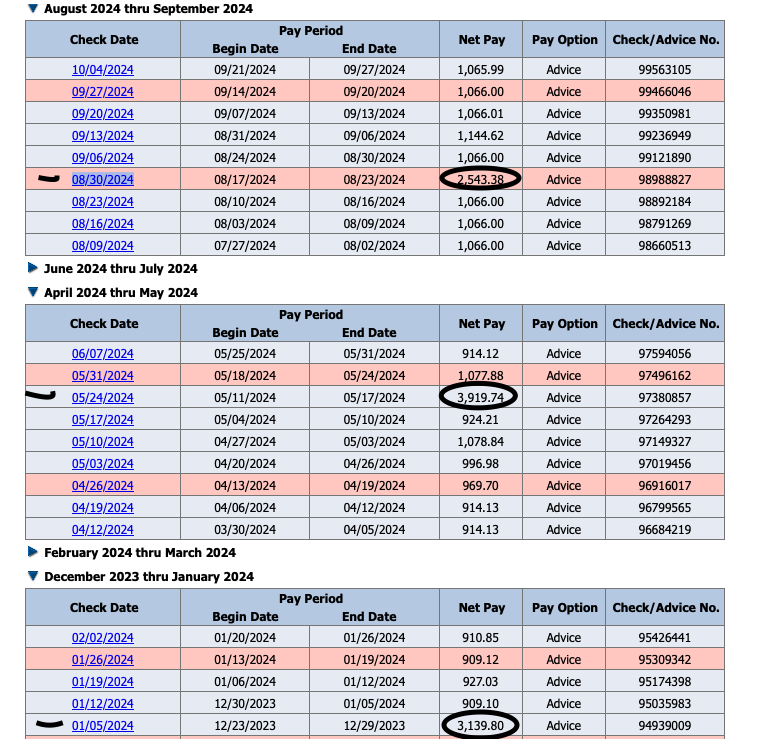 August 2024 thru September 2024
Check Date Pay Period Net Pay Pay Option Check/Advice No.
Begin Date End Date
10/04/2024 09/21/2024 09/27/2024 1,065.99 Advice 99563105
09/27/2024 09/14/2024 09/20/2024 1,066.00 Advice 99466046
09/20/2024 09/07/2024 09/13/2024 1,066.01 Advice 99350981
09/13/2024 08/31/2024 09/06/2024 1,144.62 Advice 99236949
09/06/2024 08/24/2024 08/30/2024 1,066.00 Advice 99121890
08/30/2024 08/17/2024 08/23/2024 2,543.38 Advice 98988827
08/23/2024 08/10/2024 08/16/2024 1,066.00 Advice 98892184
08/16/2024 08/03/2024 08/09/2024 1,066.00 Advice 98791269
08/09/2024 07/27/2024 08/02/2024 1,066.00 Advice 98660513
June 2024 thru July 2024
April 2024 thru May 2024
Check Date Pay Period Net Pay Pay Option Check/Advice No.
Begin Date End Date
06/07/2024 05/25/2024 05/31/2024 914.12 Advice 97594056
05/31/2024 05/18/2024 05/24/2024 1,077.88 Advice 97496162
05/24/2024 05/11/2024 05/17/2024 3,919.74 Advice 97380857
05/17/2024 05/04/2024 05/10/2024 924.21 Advice 97264293
05/10/2024 04/27/2024 05/03/2024 1,078.84 Advice 97149327
05/03/2024 04/20/2024 04/26/2024 996.98 Advice 97019456
04/26/2024 04/13/2024 04/19/2024 969.70 Advice 96916017
04/19/2024 04/06/2024 04/12/2024 914.13 Advice 96799565
04/12/2024 03/30/2024 04/05/2024 914.13 Advice 96684219
February 2024 thru March 2024
December 2023 thru January 2024
Check Date Pay Period Net Pay Pay Option Check/Advice No.
Begin Date End Date
02/02/2024 01/20/2024 01/26/2024 910.85 Advice 95426441
01/26/2024 01/13/2024 01/19/2024 909.12 Advice 95309342
01/19/2024 01/06/2024 01/12/2024 927.03 Advice 95174398
01/12/2024 12/30/2023 01/05/2024 909.10 Advice 95035983
01/05/2024 12/23/2023 12/29/2023 3,139.80 Advice 94939009